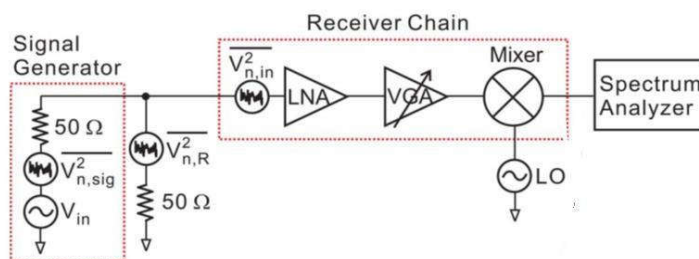 Receiver Chain
Signal
Generator
V²n,in
LNA
VGA
Mixer
Spectrum
Analyzer
50 Ω
V²n,sig
Vin
V²n,R
50 Ω
LO